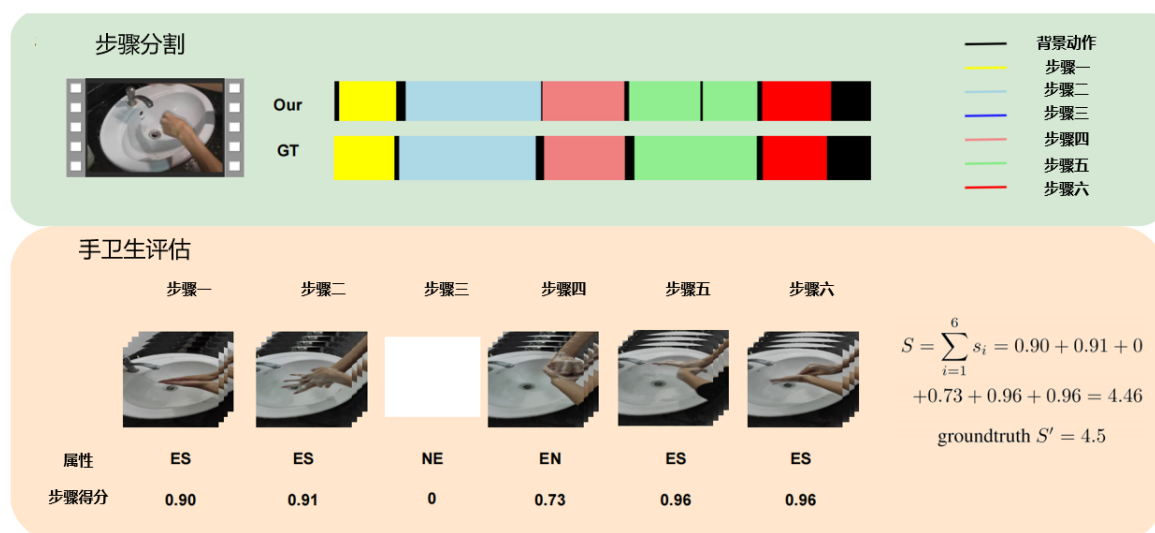 步骤分割
背景动作
步骤一
步骤二
步骤三
步骤四
步骤五
步骤六
Our
GT
手卫生评估
步骤一 步骤二 步骤三 步骤四 步骤五 步骤六
S = ∑_{i=1}^{6} s_i = 0.90 + 0.91 + 0
+0.73 + 0.96 + 0.96 = 4.46
groundtruth S′ = 4.5
属性 ES ES NE EN ES ES
步骤得分 0.90 0.91 0 0.73 0.96 0.96